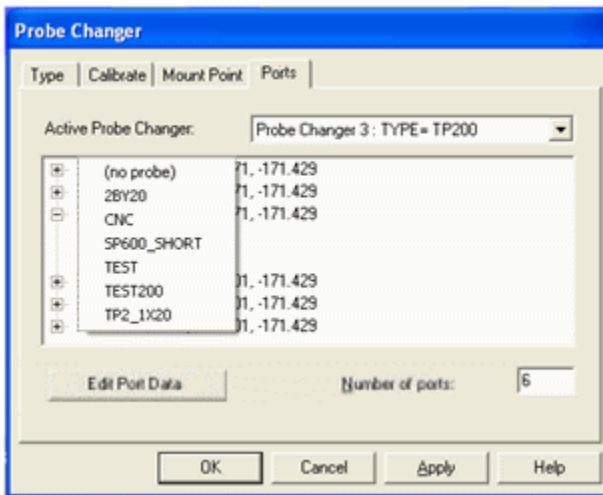 Probe Changer
Type Calibrate Mount Point Ports
Active Probe Changer: Probe Changer 3 : TYPE= TP200
(no probe) 71, -171.429
2BY20 71, -171.429
CNC 71, -171.429
SP600_SHORT
TEST
TEST200 01, -171.429
TP2_1X20 01, -171.429
01, -171.429
Edit Port Data Number of ports: 6
OK Cancel Apply Help